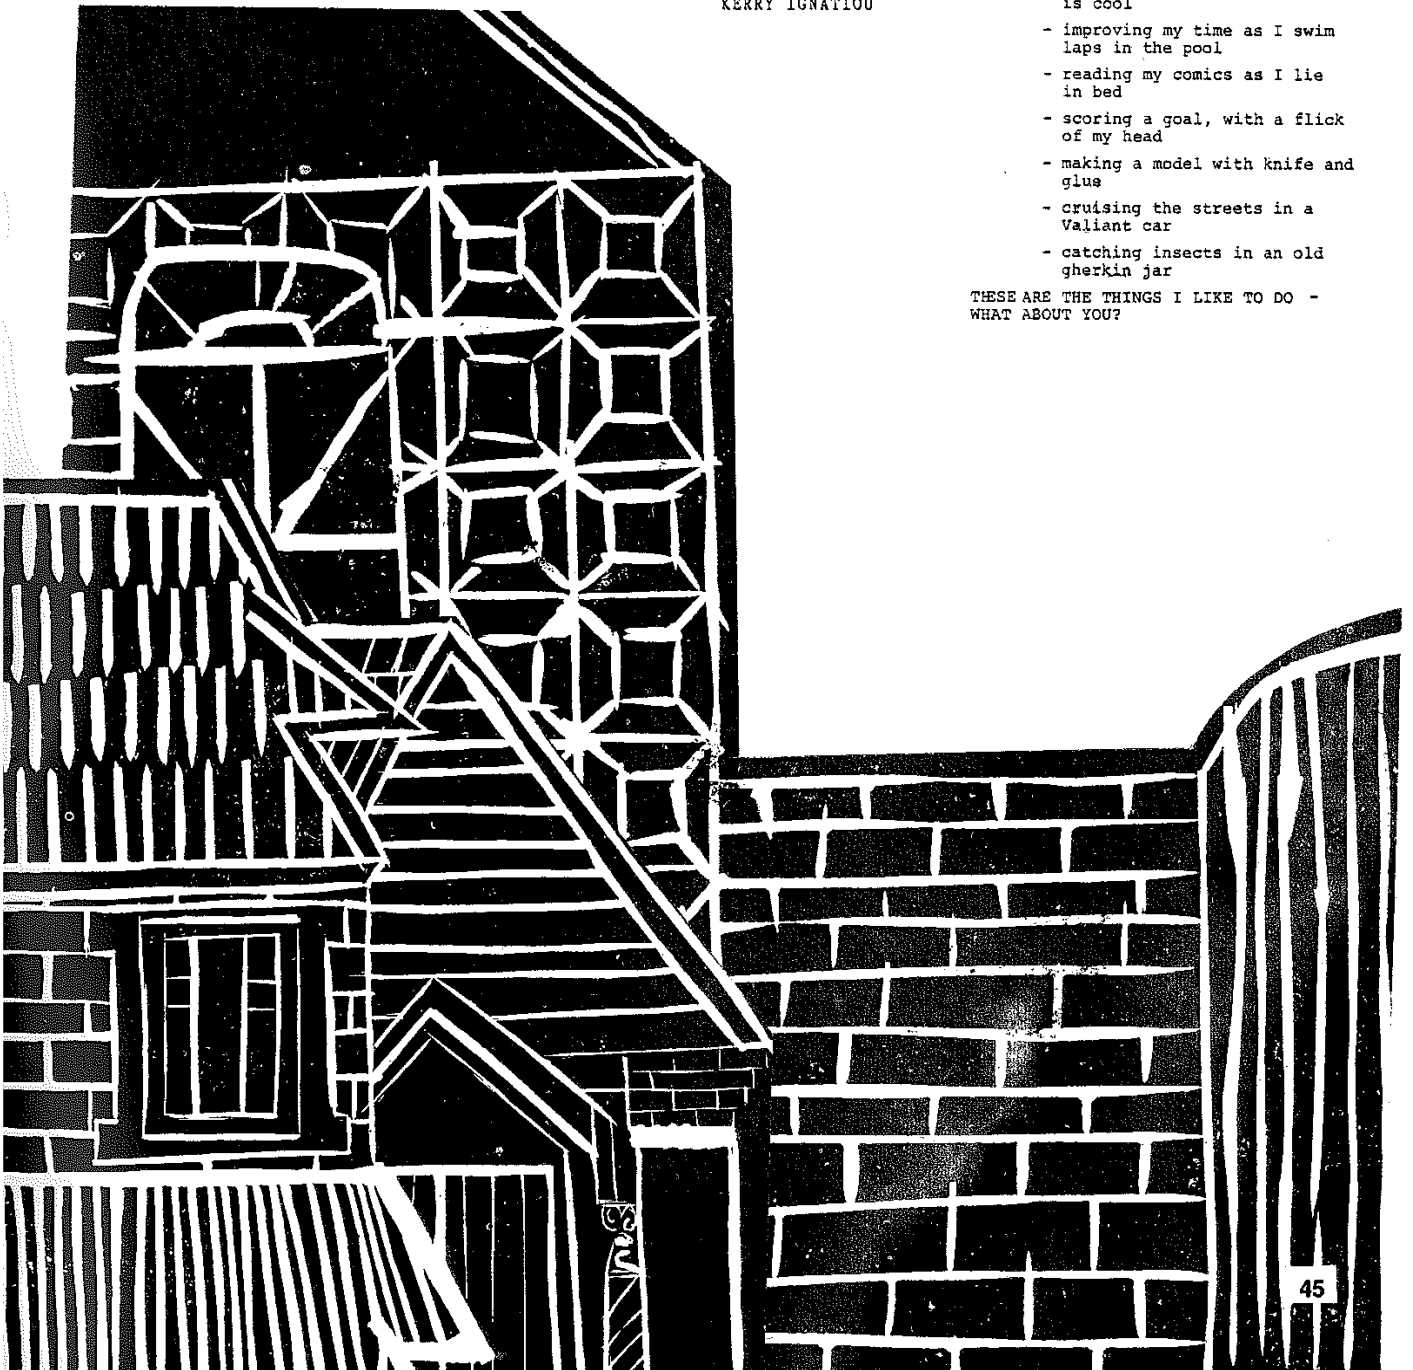 KERRY IGNATIOU
is cool
- improving my time as I swim
laps in the pool
- reading my comics as I lie
in bed
- scoring a goal, with a flick
of my head
- making a model with knife and
glue
- cruising the streets in a
Valiant car
- catching insects in an old
gherkin jar
THESE ARE THE THINGS I LIKE TO DO -
WHAT ABOUT YOU?
45